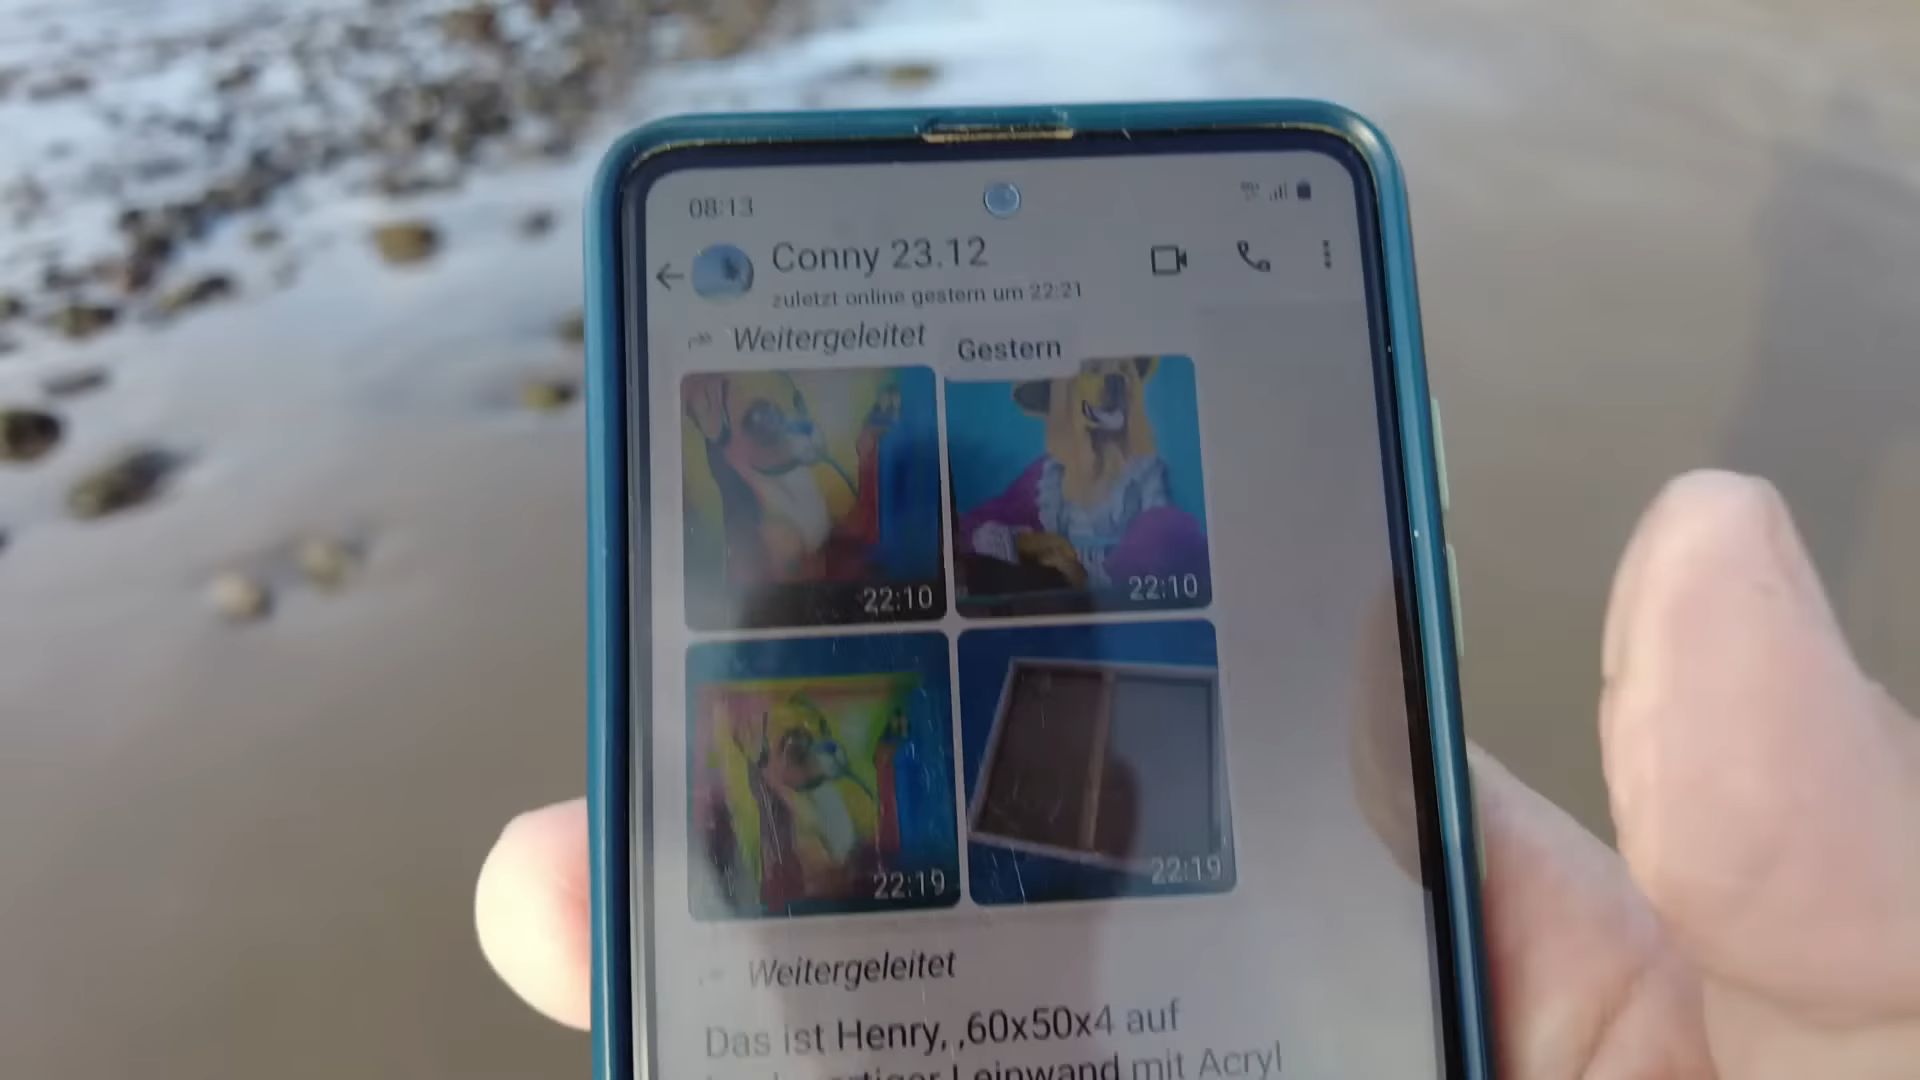 08:13
Conny 23.12
zuletzt online gestern um 22:21
Weitergeleitet
Gestern
22:10
22:10
22:19
22:19
Weitergeleitet
Das ist Henry, ,60x50x4 auf
Leinwand mit Acryl